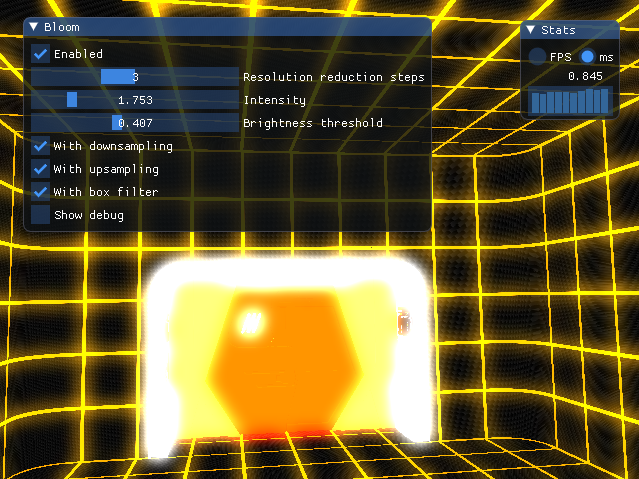 Bloom
Enabled
3 Resolution reduction steps
1.753 Intensity
0.407 Brightness threshold
With downsampling
With upsampling
With box filter
Show debug
Stats
FPS ms
0.845